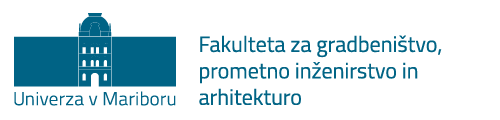 Univerza v Mariboru
Fakulteta za gradbeništvo,
prometno inženirstvo in
arhitekturo